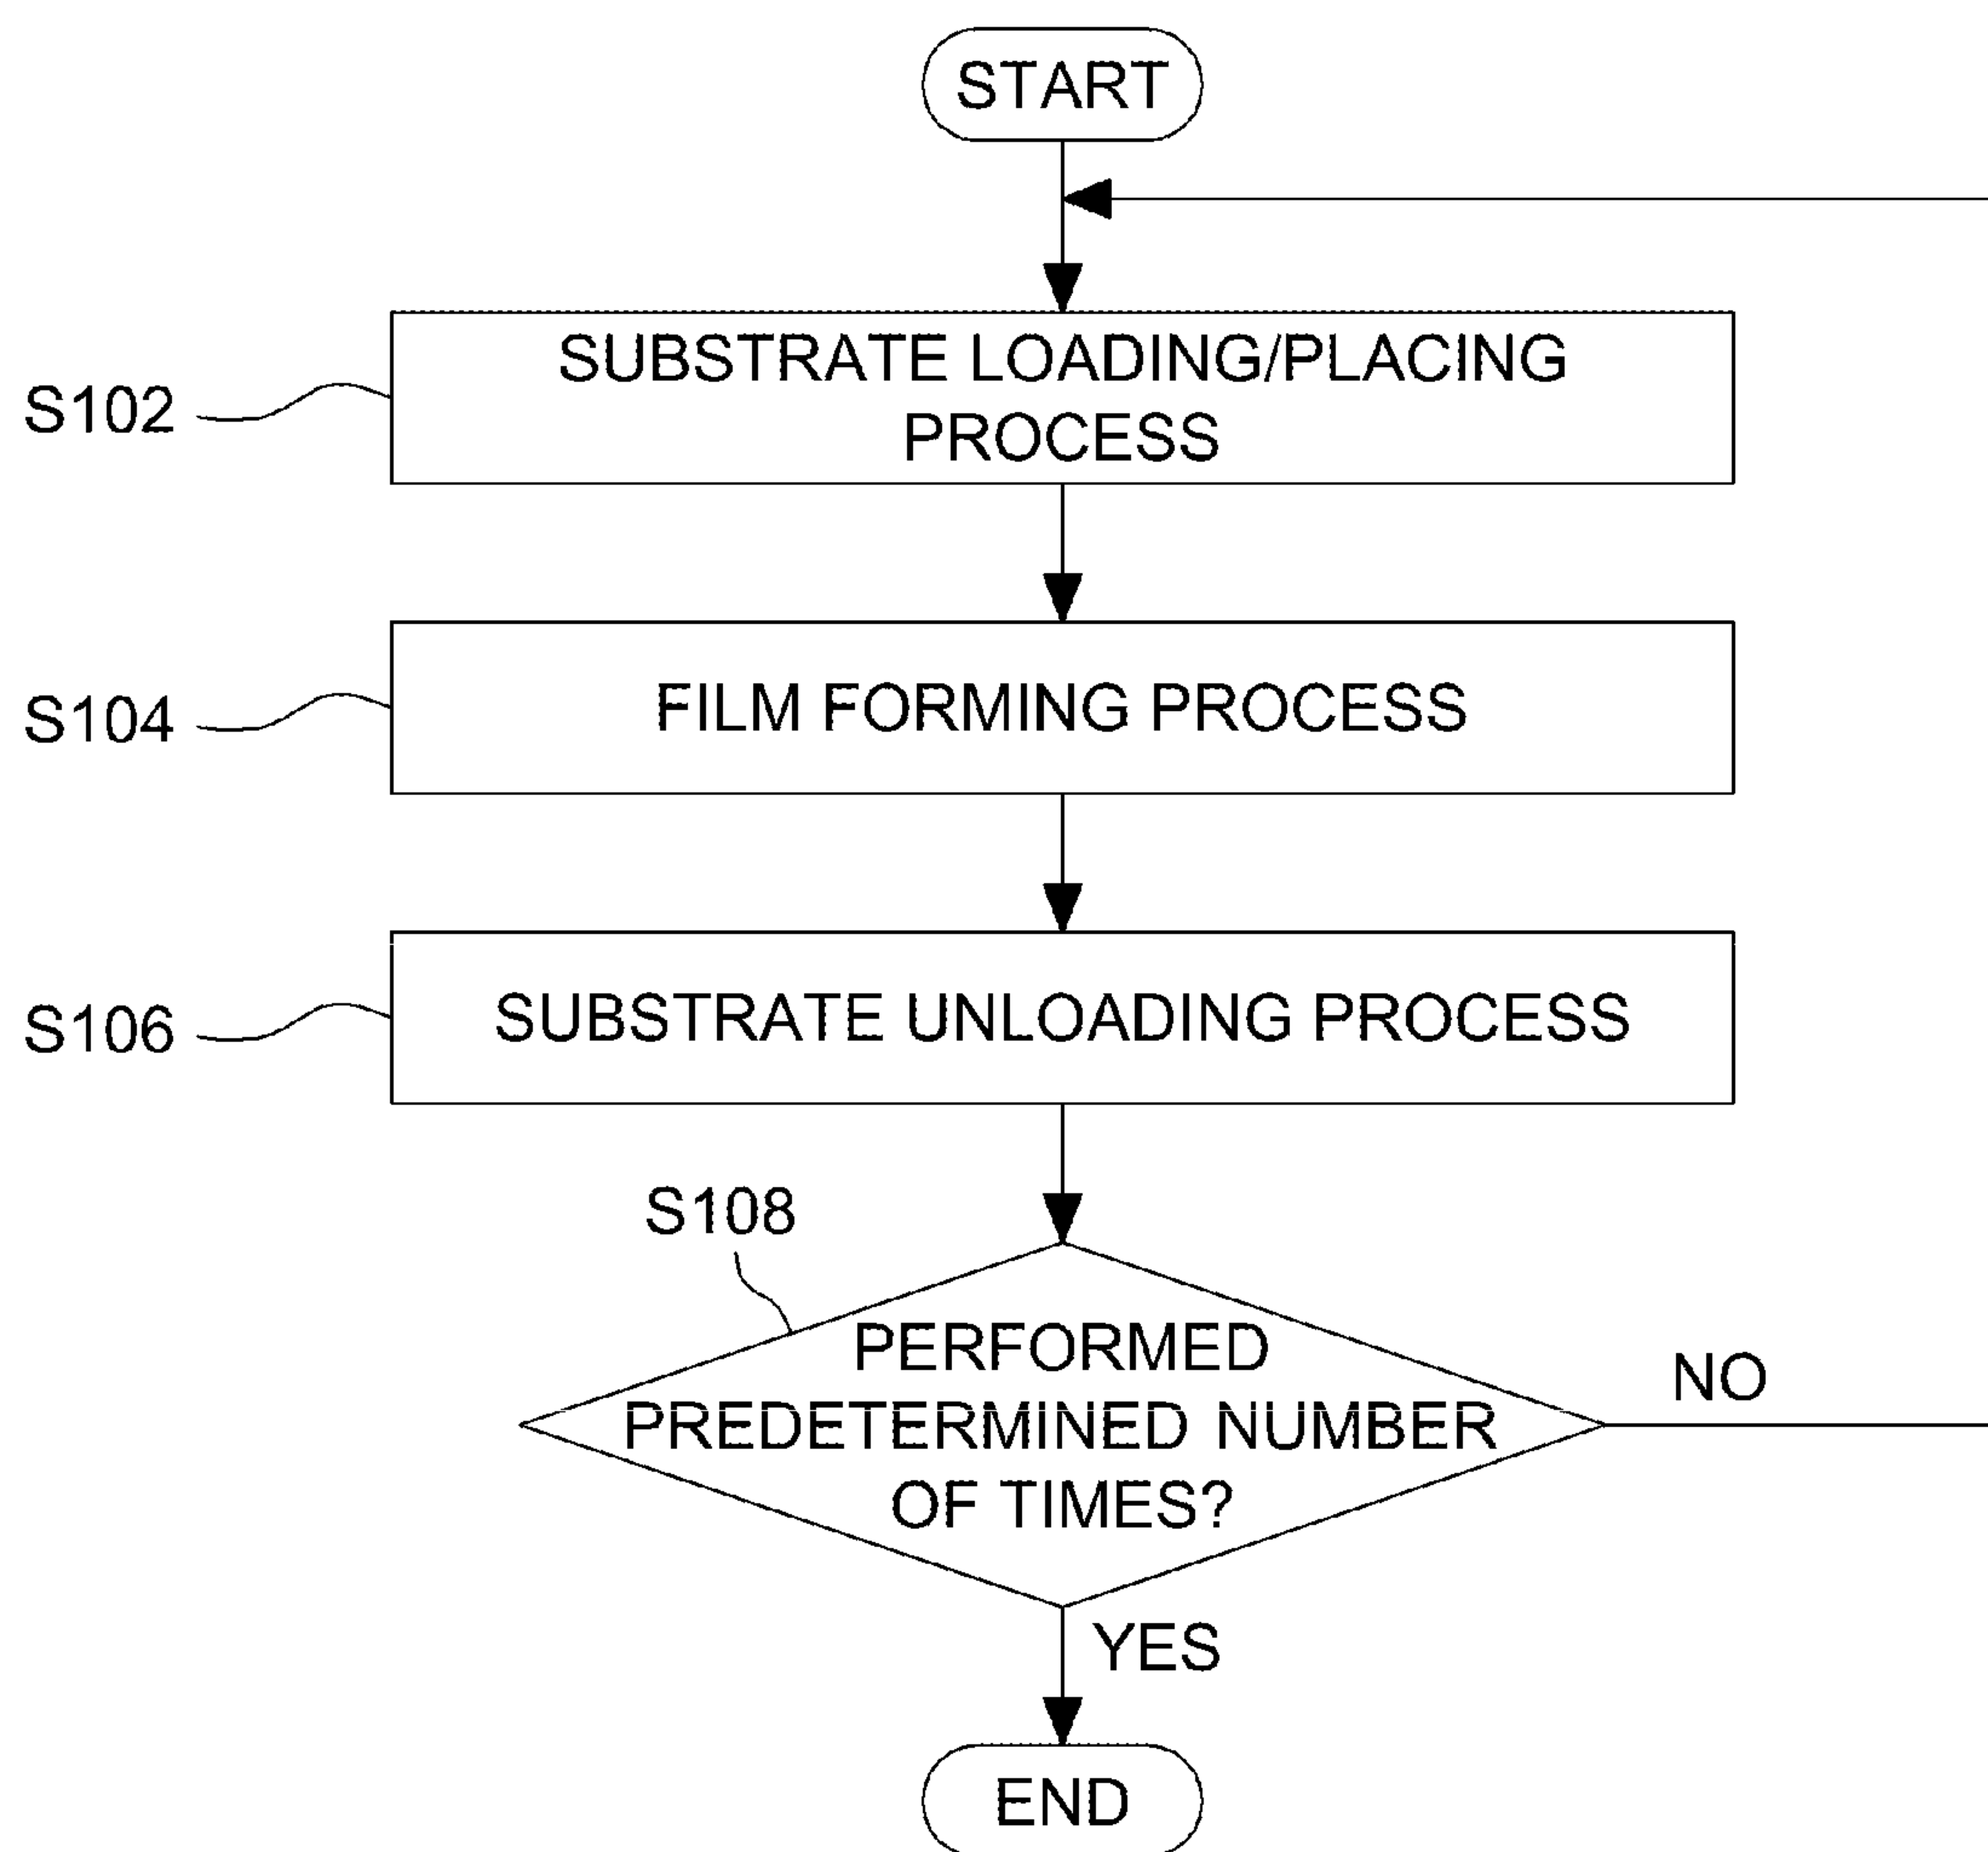 START
SUBSTRATE LOADING/PLACING
PROCESS
S102
FILM FORMING PROCESS
S104
SUBSTRATE UNLOADING PROCESS
S106
S108
PERFORMED
PREDETERMINED NUMBER
OF TIMES?
NO
YES
END